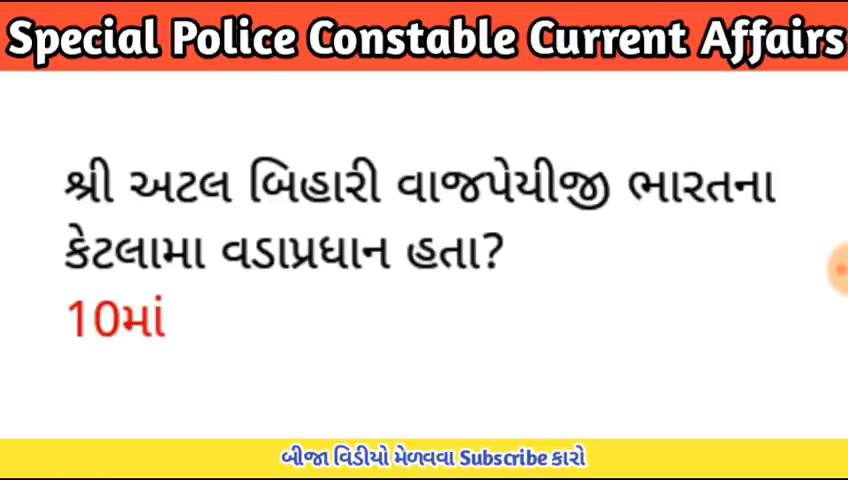 Special Police Constable Current Affairs
શ્રી અટલ બિહારી વાજપેયીજી ભારતના
કેટલામા વડાપ્રધાન હતા?
10માં
બીજા વિડીયો મેળવવા Subscribe કારો